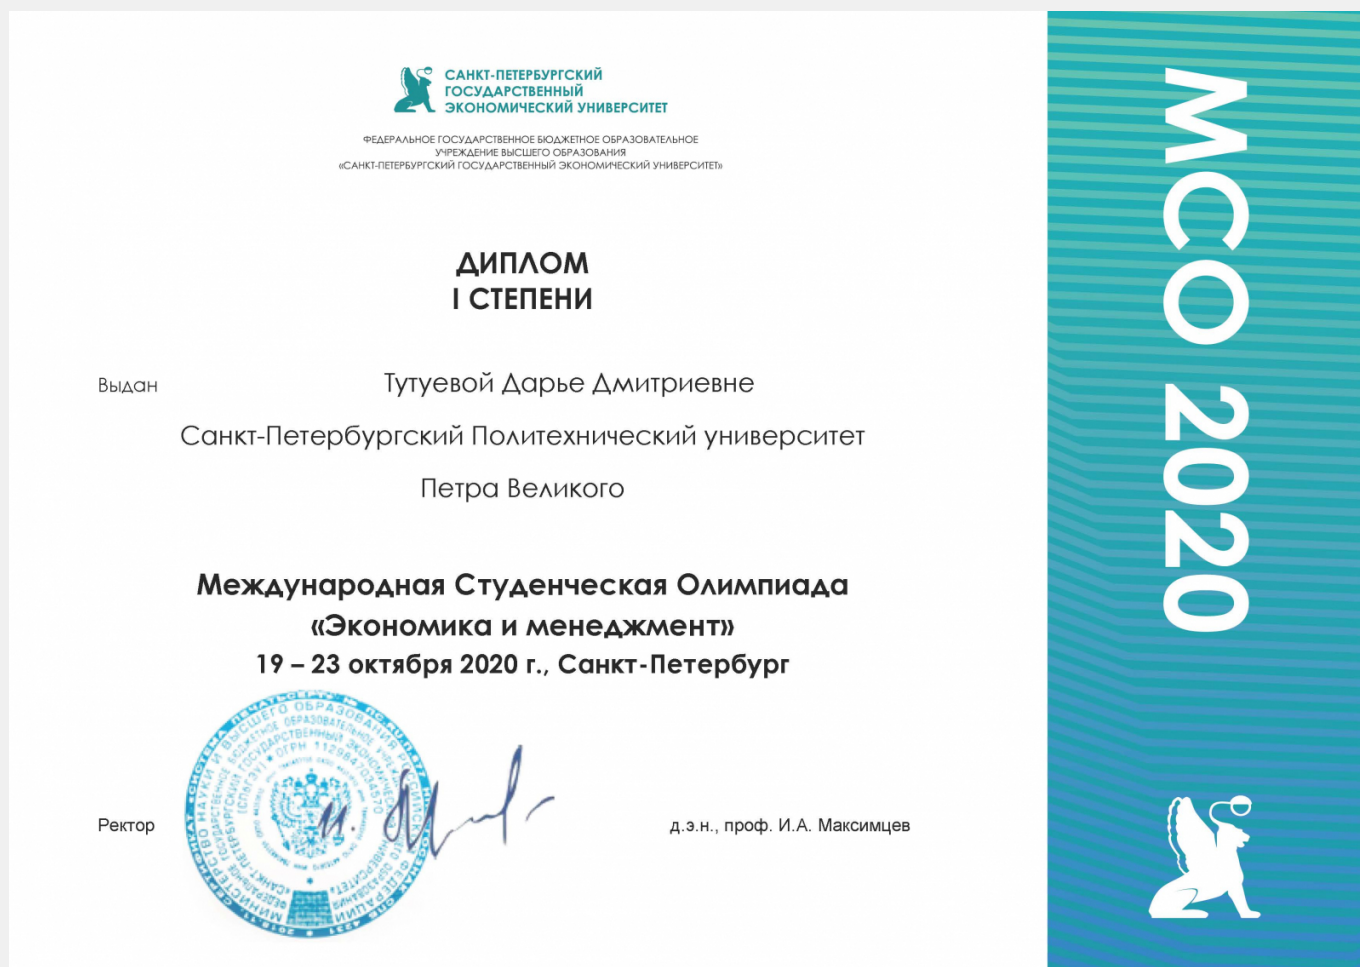 САНКТ-ПЕТЕРБУРГСКИЙ
ГОСУДАРСТВЕННЫЙ
ЭКОНОМИЧЕСКИЙ УНИВЕРСИТЕТ
ФЕДЕРАЛЬНОЕ ГОСУДАРСТВЕННОЕ БЮДЖЕТНОЕ ОБРАЗОВАТЕЛЬНОЕ
УЧРЕЖДЕНИЕ ВЫСШЕГО ОБРАЗОВАНИЯ
«САНКТ-ПЕТЕРБУРГСКИЙ ГОСУДАРСТВЕННЫЙ ЭКОНОМИЧЕСКИЙ УНИВЕРСИТЕТ»
ДИПЛОМ
I СТЕПЕНИ
Выдан Тутуевой Дарье Дмитриевне
Санкт-Петербургский Политехнический университет
Петра Великого
Международная Студенческая Олимпиада
«Экономика и менеджмент»
19 – 23 октября 2020 г., Санкт-Петербург
Ректор д.э.н., проф. И.А. Максимцев
МСО 2020